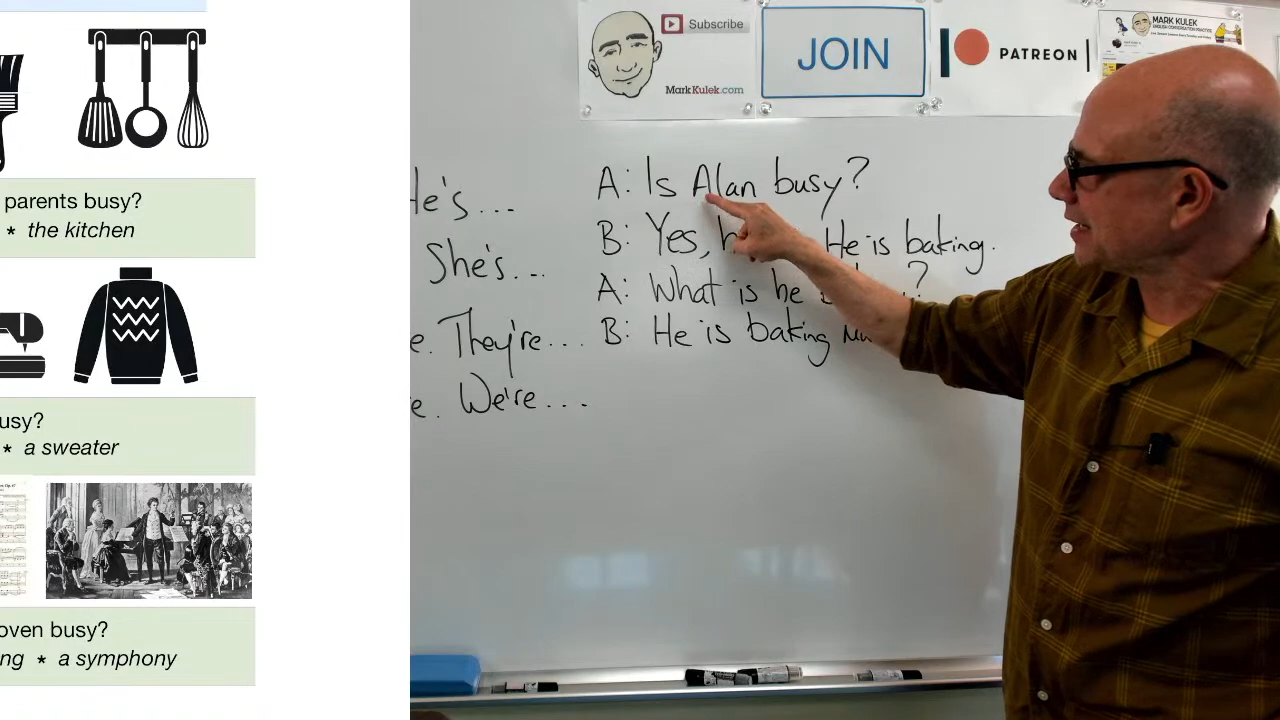 parents busy?
* the kitchen
usy?
* a sweater
oven busy?
ng * a symphony
Subscribe
MarkKulek.com
JOIN
PATREON
MARK KULEK
He's...
She's...
e. They're...
e. We're...
A: Is Alan busy?
B: Yes, h He is baking.
A: What is he ?
B: He is baking